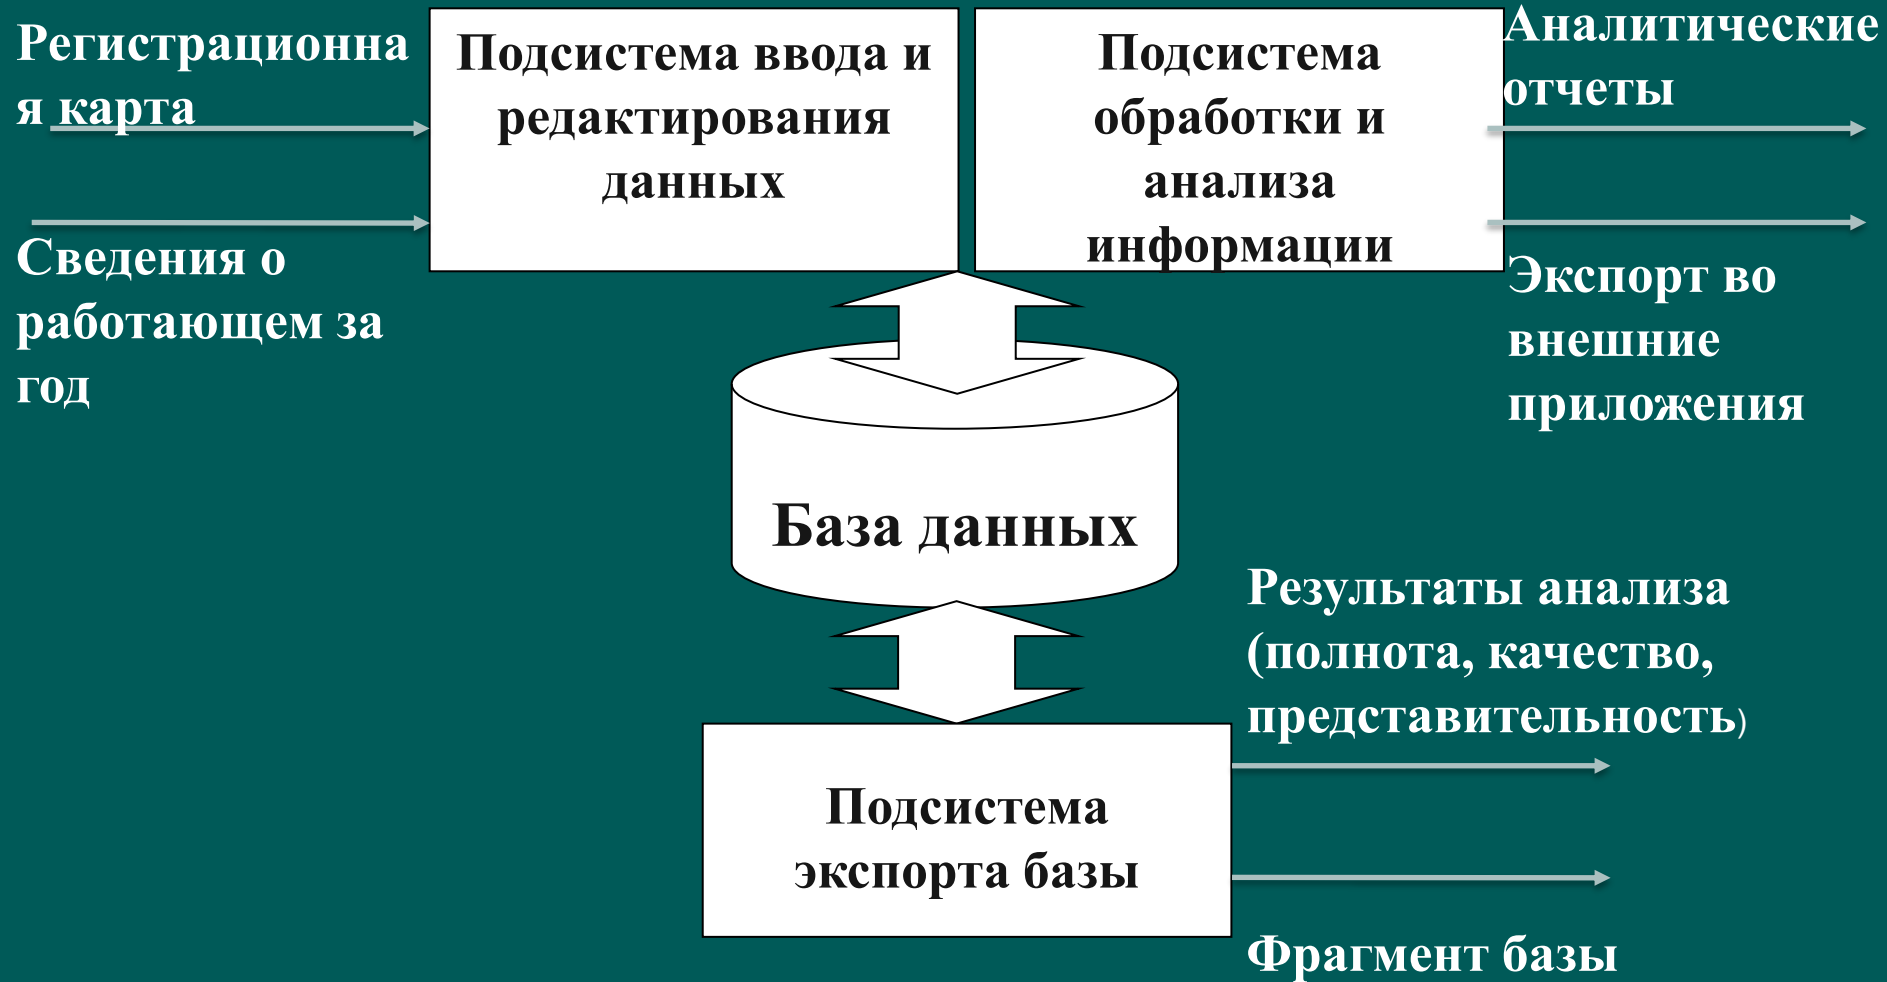 Регистрационна
я карта
Сведения о
работающем за
год
Подсистема ввода и
редактирования
данных
Подсистема
обработки и
анализа
информации
Аналитические
отчеты
Экспорт во
внешние
приложения
База данных
Результаты анализа
(полнота, качество,
представительность)
Подсистема
экспорта базы
Фрагмент базы